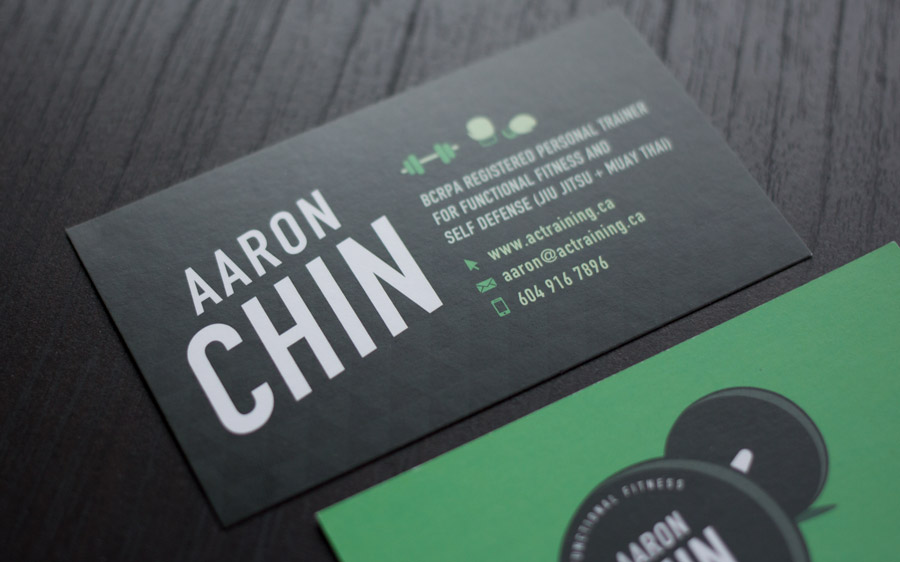 AARON
CHIN
BCRPA REGISTERED PERSONAL TRAINER
FOR FUNCTIONAL FITNESS AND
SELF DEFENSE (JIU JITSU + MUAY THAI)
www.actraining.ca
aaron@actraining.ca
604 916 7896
FITNESS
AARON